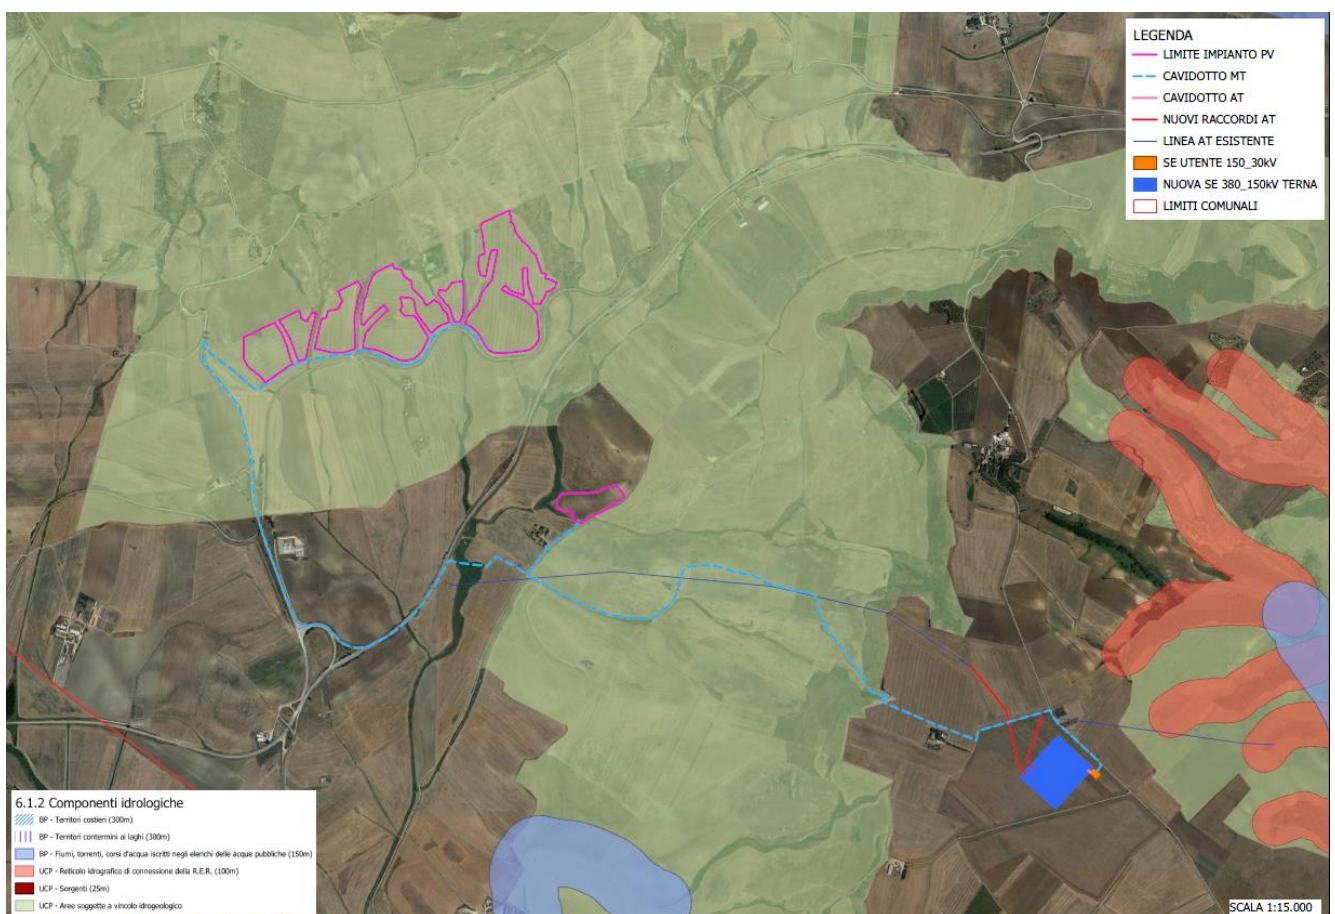 LEGENDA
LIMITE IMPIANTO PV
CAVIDOTTO MT
CAVIDOTTO AT
NUOVI RACCORDI AT
LINEA AT ESISTENTE
SE UTENTE 150_30kV
NUOVA SE 380_150kV TERNA
LIMITI COMUNALI
6.1.2 Componenti idrologiche
BP - Territori costieri (300m)
BP - Territori contermini ai laghi (300m)
BP - Fiumi, torrenti, corsi d'acqua iscritti negli elenchi delle acque pubbliche (150m)
UCP - Reticolo idrografico di connessione della R.E.R. (100m)
UCP - Sorgenti (25m)
UCP - Aree soggette a vincolo idrogeologico
SCALA 1:15.000